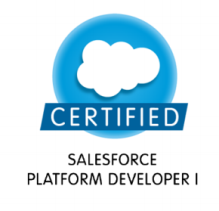 CERTIFIED
SALESFORCE
PLATFORM DEVELOPER I